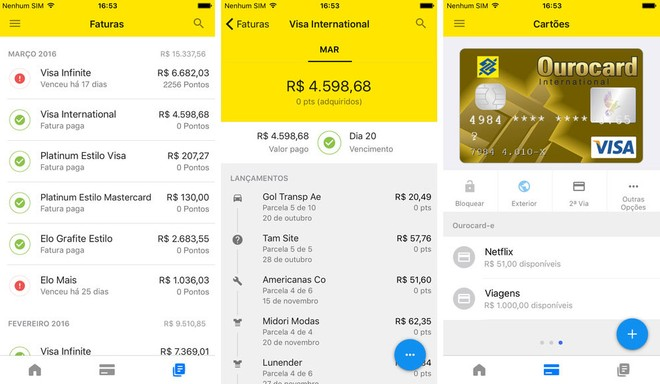 Nenhum SIM
16:53
Faturas
MARÇO 2016
R$ 15.337,56
Visa Infinite
R$ 6.682,03
Venceu há 17 dias
2256 Pontos
Visa International
R$ 4.598,68
Fatura paga
0 Pontos
Platinum Estilo Visa
R$ 207,27
Fatura paga
0 Pontos
Platinum Estilo Mastercard
R$ 130,00
Fatura paga
0 Pontos
Elo Grafite Estilo
R$ 2.683,55
Fatura paga
0 Pontos
Elo Mais
R$ 1.036,03
Venceu há 25 dias
0 Pontos
FEVEREIRO 2016
R$ 9.510,85
Visa Infinite
R$ 7.369,01
Nenhum SIM
16:53
Faturas
Visa International
MAR
R$ 4.598,68
0 pts (adquiridos)
R$ 4.598,68
Valor pago
Dia 20
Vencimento
LANÇAMENTOS
Gol Transp Ae
R$ 20,49
Parcela 5 de 10
0 pts
20 de outubro
Tam Site
R$ 57,76
Parcela 5 de 5
0 pts
28 de outubro
Americanas Co
R$ 51,60
Parcela 4 de 6
0 pts
15 de novembro
Midori Modas
R$ 62,35
Parcela 4 de 4
0 pts
20 de novembro
Lunender
Parcela 4 de 6
Nenhum SIM
16:53
Cartões
Ourocard
International
4984
VISA
7984 4.010-X
Bloquear
Exterior
2ª Via
Outras
Opções
Ourocard-e
Netflix
R$ 51,00 disponíveis
Viagens
R$ 1.000,00 disponíveis